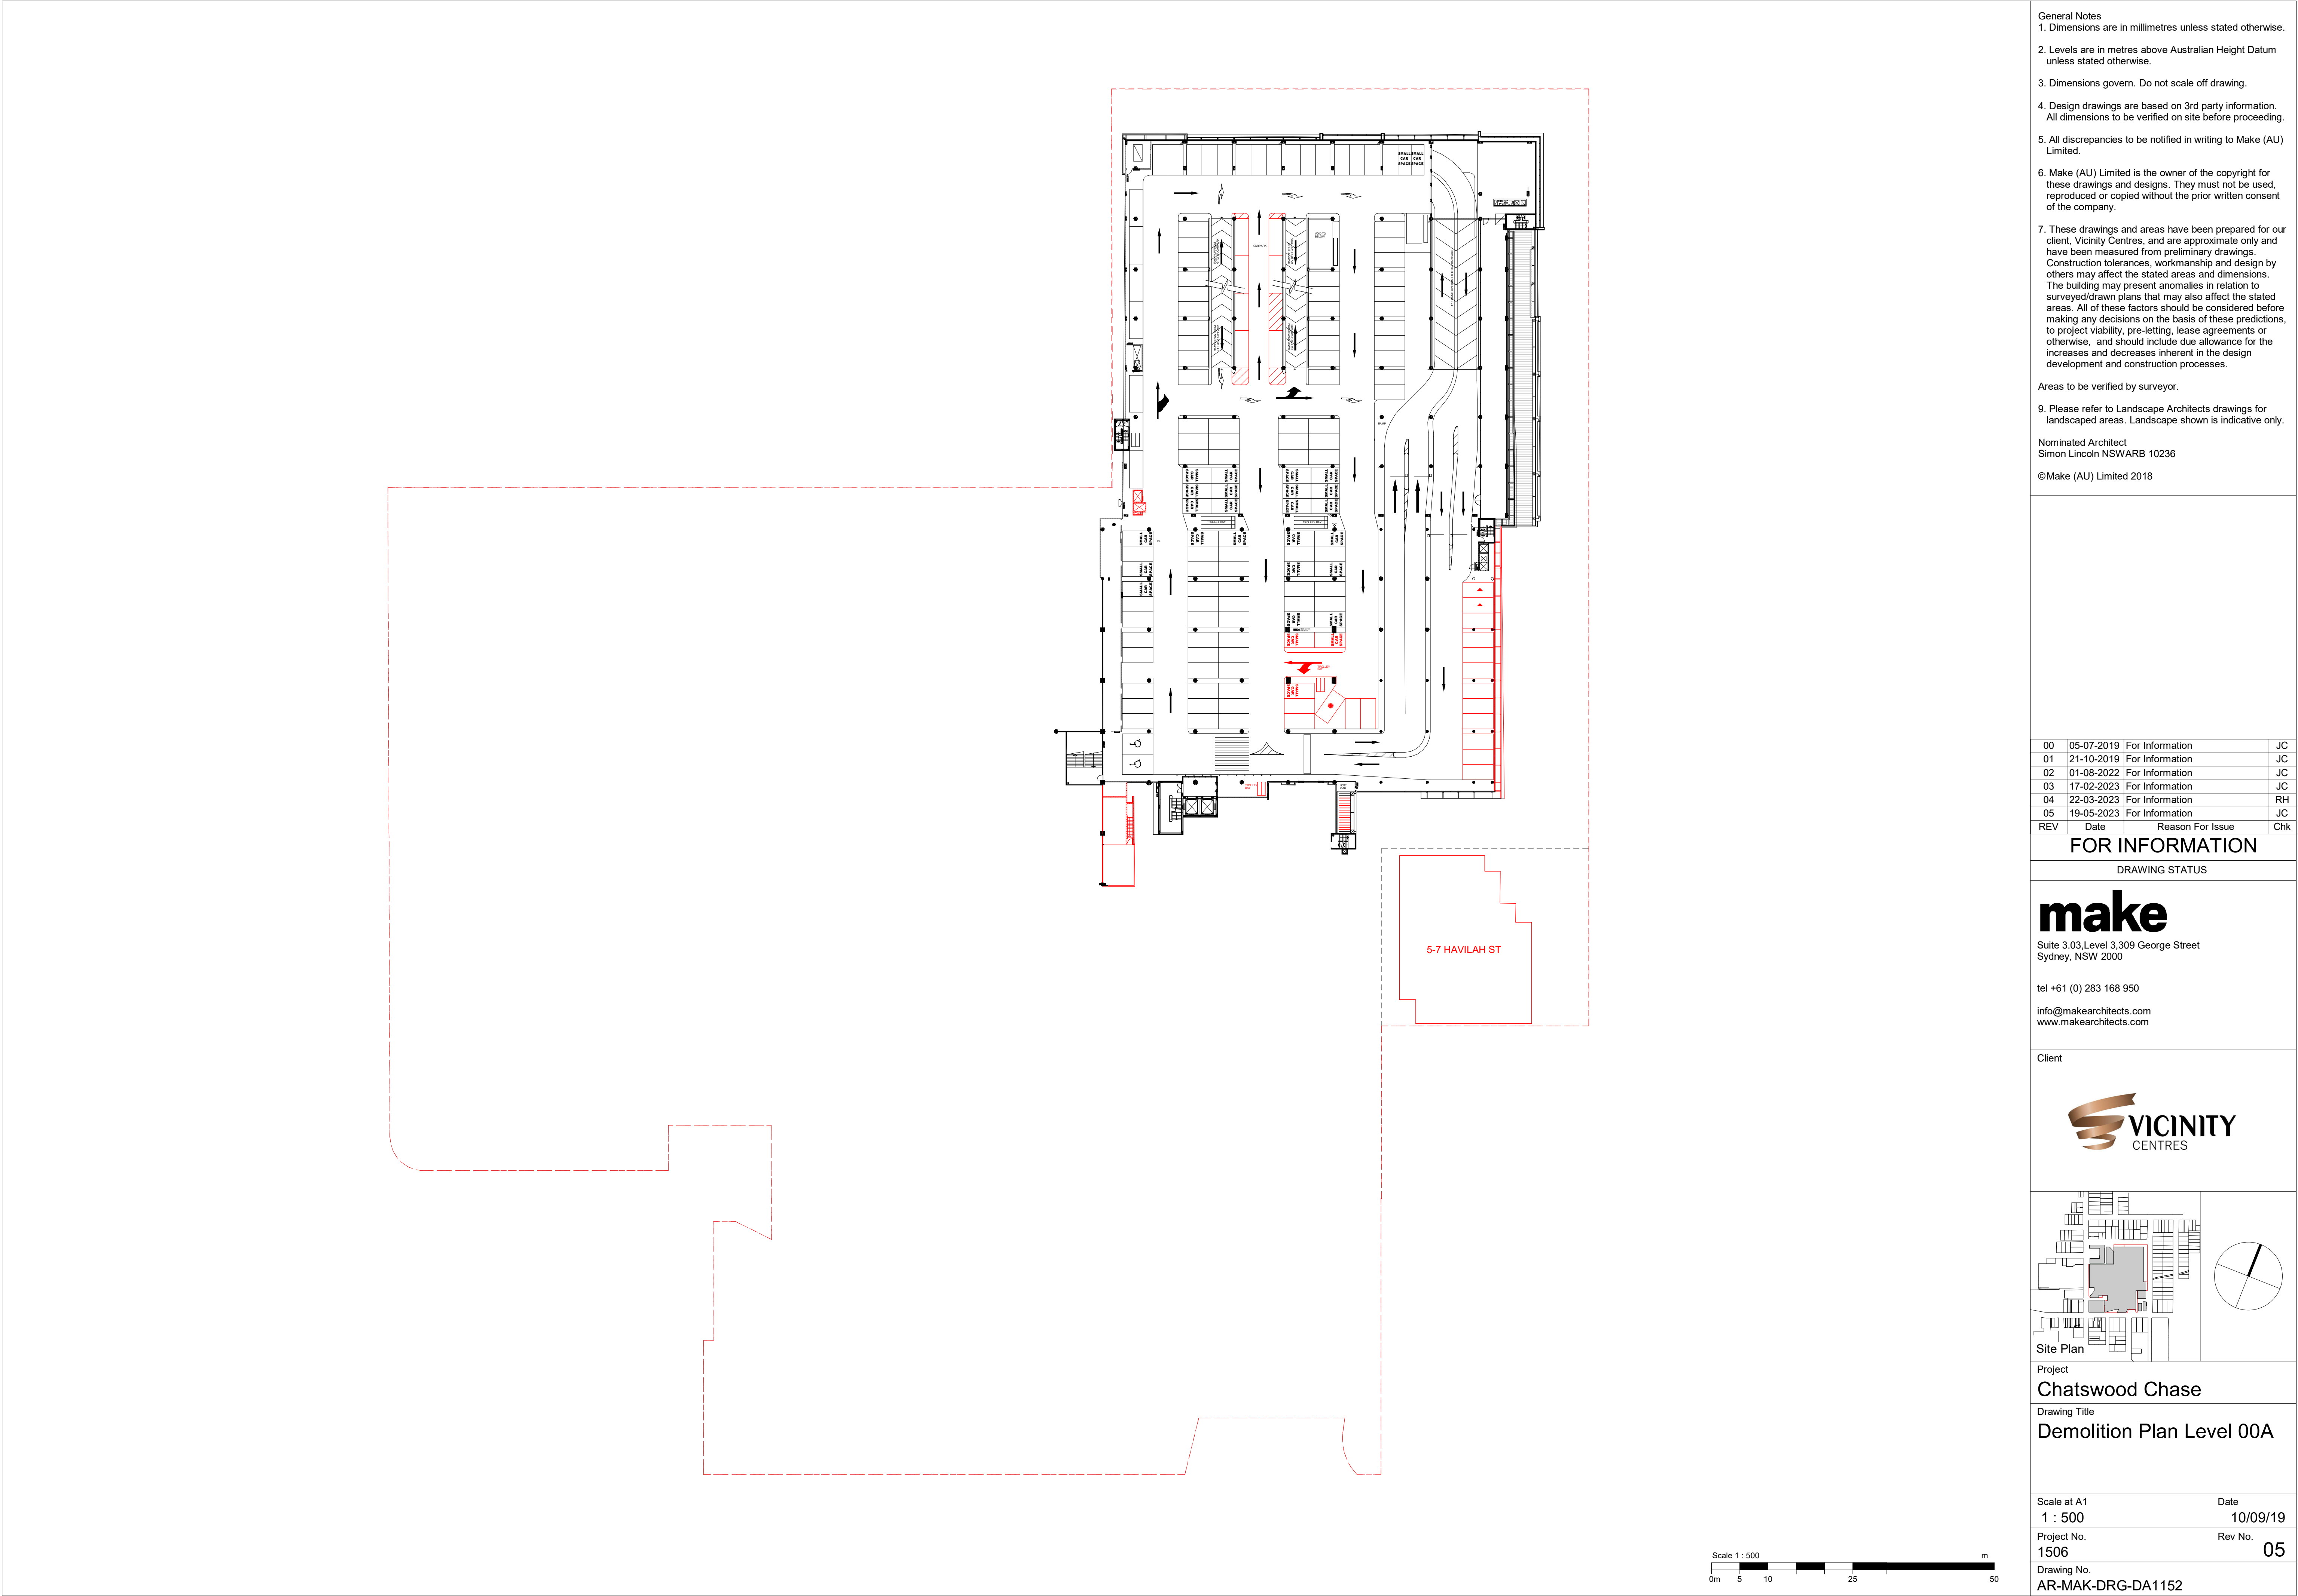 SMALL SMALL
CAR CAR
SPACE SPACE
VOID TO
BELOW
RAMP
SMALL
CAR
SPACE
TROLLEY BAY
TROLLEY BAY
TROLLEY
BAY
TROLLEY
BAY
5-7 HAVILAH ST
Scale 1 : 500
m
0m 5 10 25 50
General Notes
1. Dimensions are in millimetres unless stated otherwise.
2. Levels are in metres above Australian Height Datum
unless stated otherwise.
3. Dimensions govern. Do not scale off drawing.
4. Design drawings are based on 3rd party information.
All dimensions to be verified on site before proceeding.
5. All discrepancies to be notified in writing to Make (AU)
Limited.
6. Make (AU) Limited is the owner of the copyright for
these drawings and designs. They must not be used,
reproduced or copied without the prior written consent
of the company.
7. These drawings and areas have been prepared for our
client, Vicinity Centres, and are approximate only and
have been measured from preliminary drawings.
Construction tolerances, workmanship and design by
others may affect the stated areas and dimensions.
The building may present anomalies in relation to
surveyed/drawn plans that may also affect the stated
areas. All of these factors should be considered before
making any decisions on the basis of these predictions,
to project viability, pre-letting, lease agreements or
otherwise, and should include due allowance for the
increases and decreases inherent in the design
development and construction processes.
Areas to be verified by surveyor.
9. Please refer to Landscape Architects drawings for
landscaped areas. Landscape shown is indicative only.
Nominated Architect
Simon Lincoln NSWARB 10236
©Make (AU) Limited 2018
00 05-07-2019 For Information JC
01 21-10-2019 For Information JC
02 01-08-2022 For Information JC
03 17-02-2023 For Information JC
04 22-03-2023 For Information RH
05 19-05-2023 For Information JC
REV Date Reason For Issue Chk
FOR INFORMATION
DRAWING STATUS
make
Suite 3.03,Level 3,309 George Street
Sydney, NSW 2000
tel +61 (0) 283 168 950
info@makearchitects.com
www.makearchitects.com
Client
VICINITY
CENTRES
Site Plan
Project
Chatswood Chase
Drawing Title
Demolition Plan Level 00A
Scale at A1 Date
1 : 500 10/09/19
Project No. Rev No.
1506 05
Drawing No.
AR-MAK-DRG-DA1152